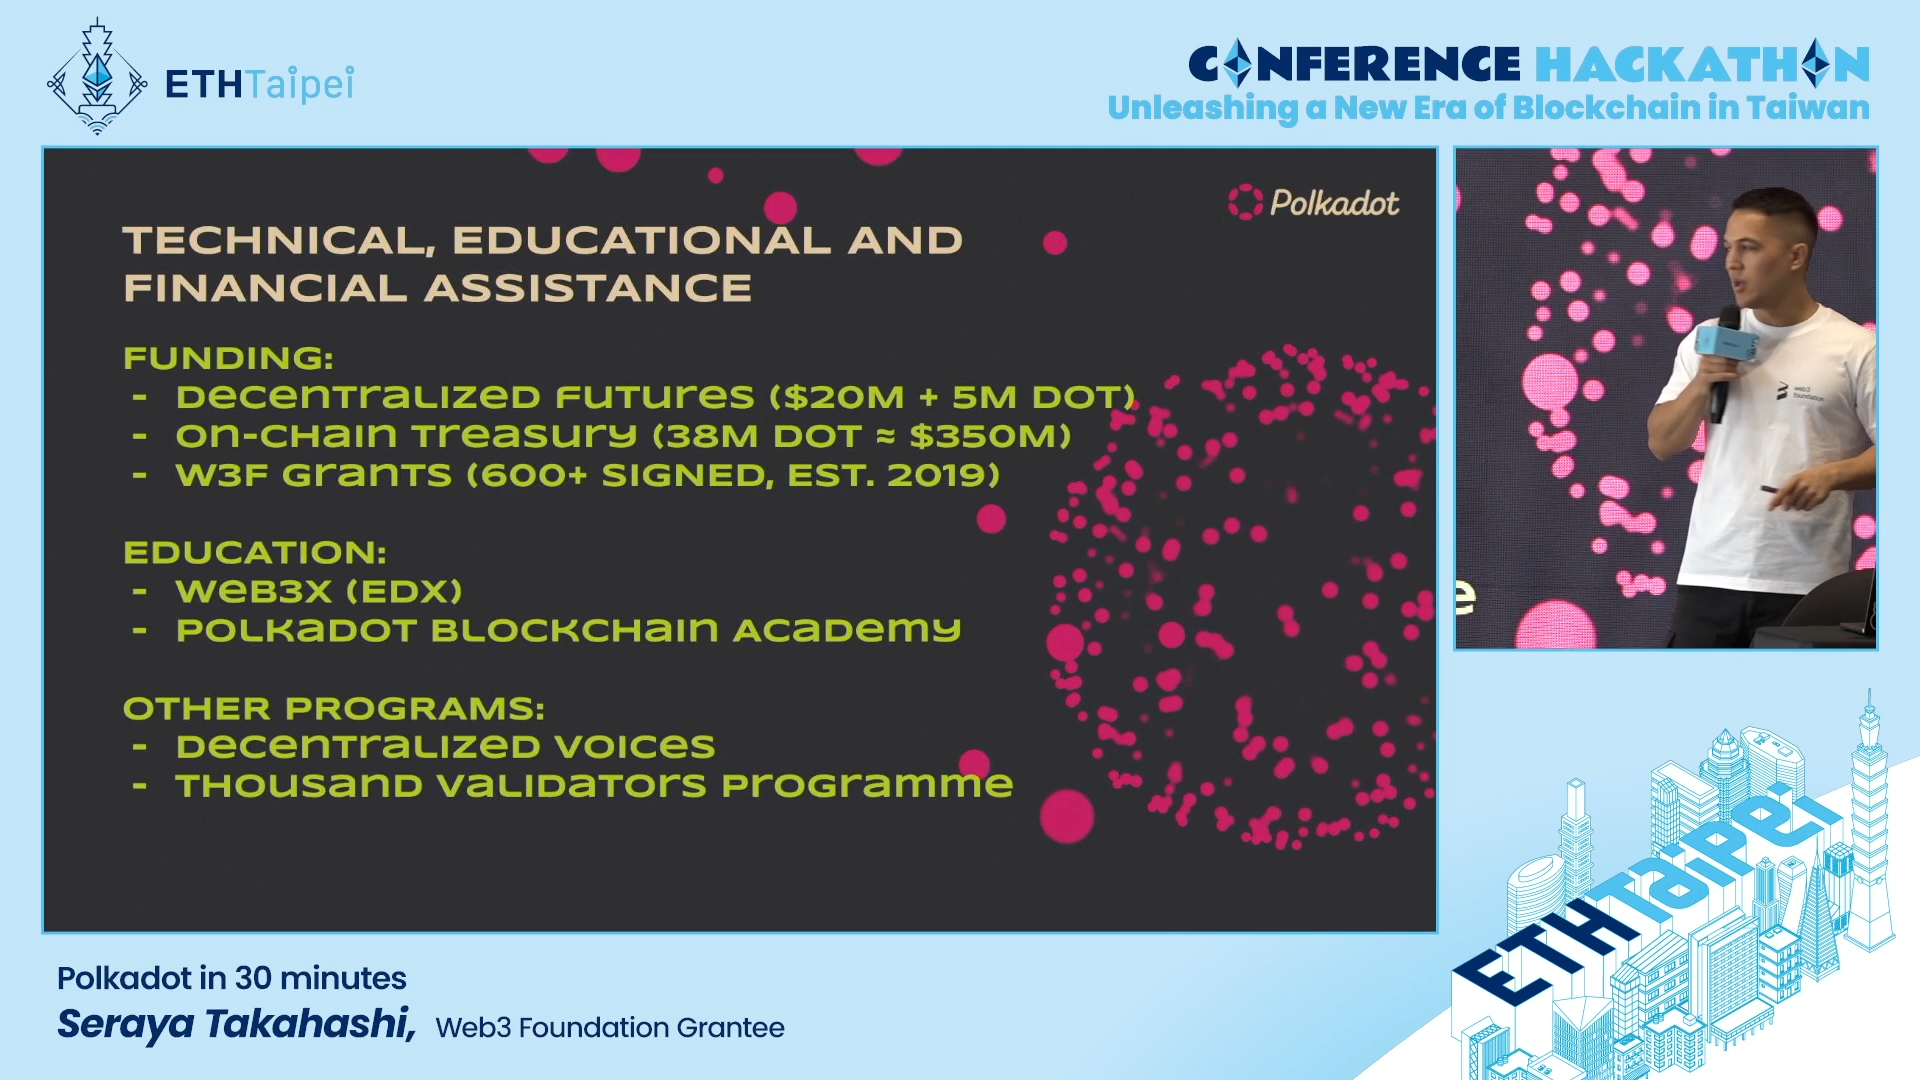 ETHTaipei
CONFERENCE HACKATHON
Unleashing a New Era of Blockchain in Taiwan
Polkadot
TECHNICAL, EDUCATIONAL AND
FINANCIAL ASSISTANCE
FUNDING:
- Decentralized Futures ($20M + 5M DOT)
- On-chain Treasury (38M DOT ≈ $350M)
- W3F Grants (600+ SIGNED, EST. 2019)
EDUCATION:
- Web3X (EDX)
- Polkadot Blockchain Academy
OTHER PROGRAMS:
- Decentralized Voices
- Thousand Validators Programme
web3
foundation
e
ETHTaipei
Polkadot in 30 minutes
Seraya Takahashi, Web3 Foundation Grantee